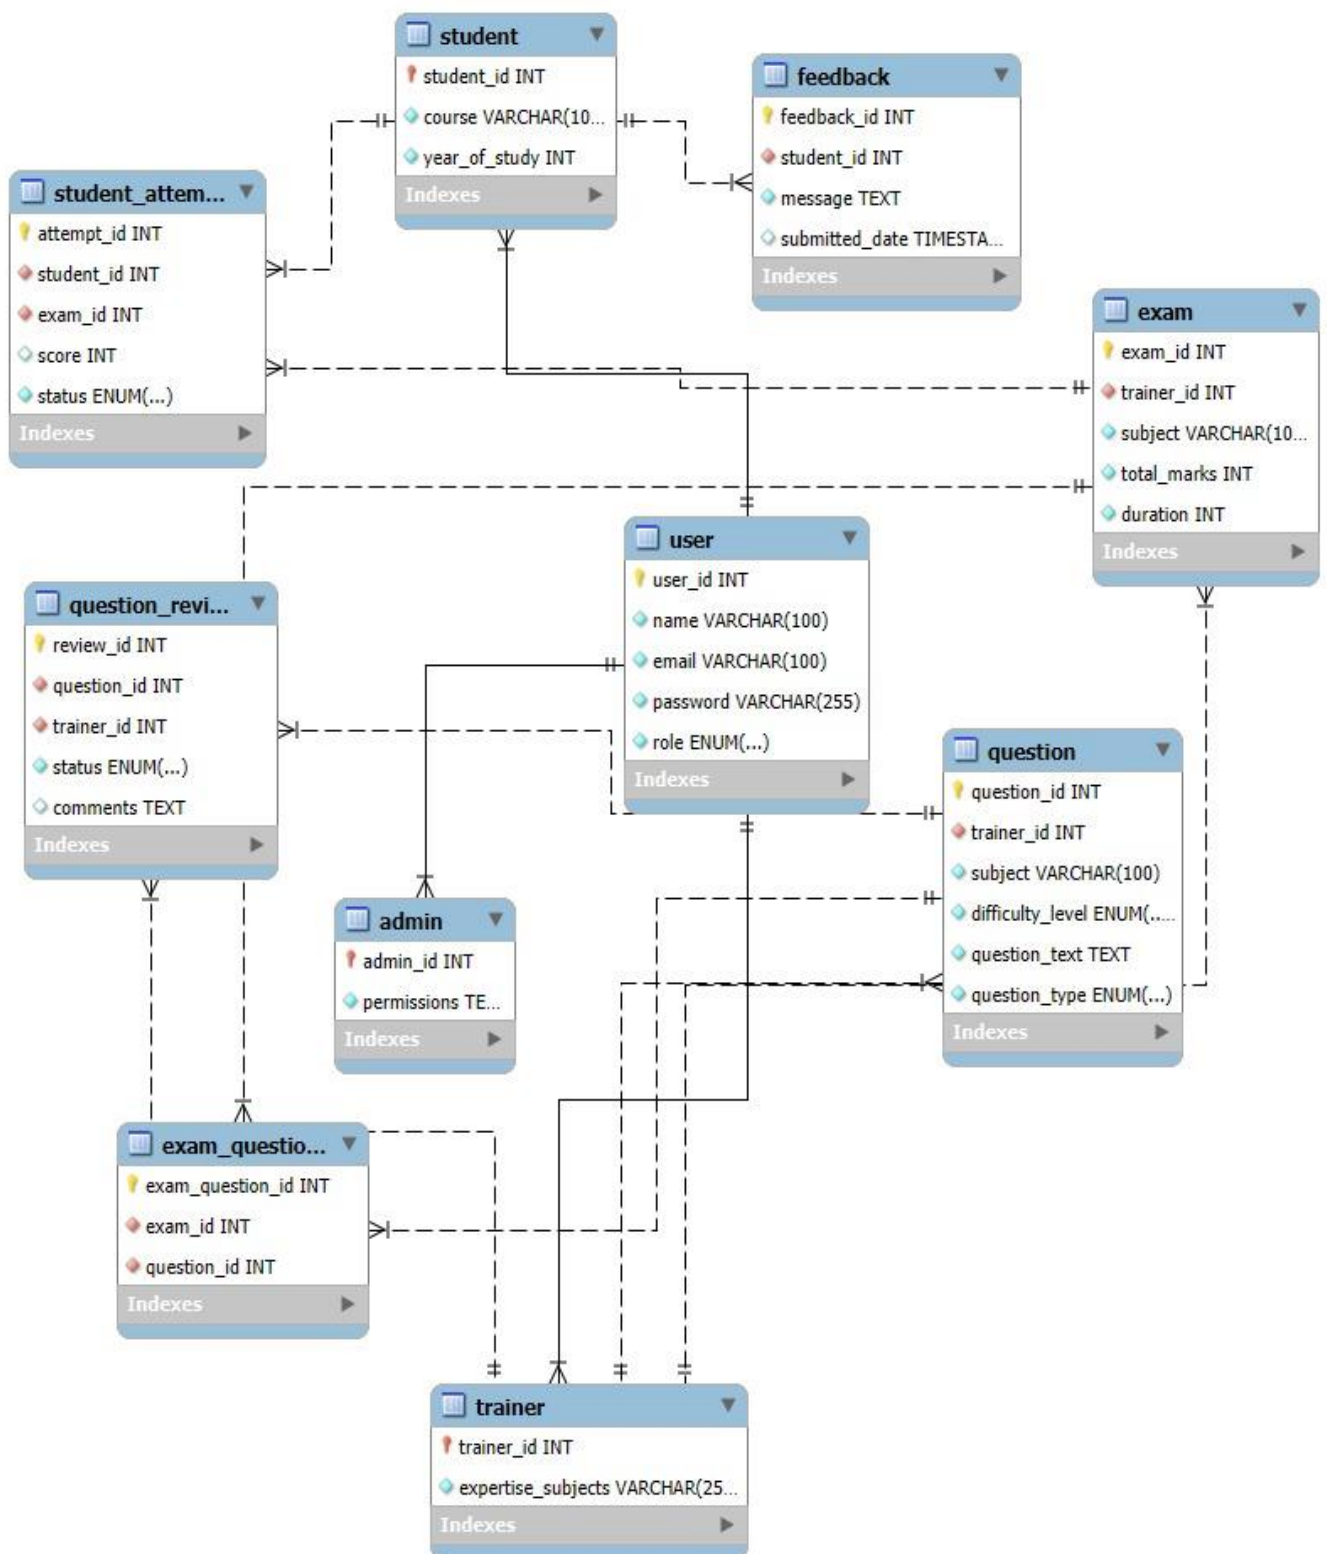 student
student_id INT
course VARCHAR(10...
year_of_study INT
Indexes
feedback
feedback_id INT
student_id INT
message TEXT
submitted_date TIMESTA...
Indexes
student_attem...
attempt_id INT
student_id INT
exam_id INT
score INT
status ENUM(...)
Indexes
exam
exam_id INT
trainer_id INT
subject VARCHAR(10...
total_marks INT
duration INT
Indexes
user
user_id INT
name VARCHAR(100)
email VARCHAR(100)
password VARCHAR(255)
role ENUM(...)
Indexes
question_revi...
review_id INT
question_id INT
trainer_id INT
status ENUM(...)
comments TEXT
Indexes
question
question_id INT
trainer_id INT
subject VARCHAR(100)
difficulty_level ENUM(.....
question_text TEXT
question_type ENUM(...)
Indexes
admin
admin_id INT
permissions TE...
Indexes
exam_questio...
exam_question_id INT
exam_id INT
question_id INT
Indexes
trainer
trainer_id INT
expertise_subjects VARCHAR(25...
Indexes